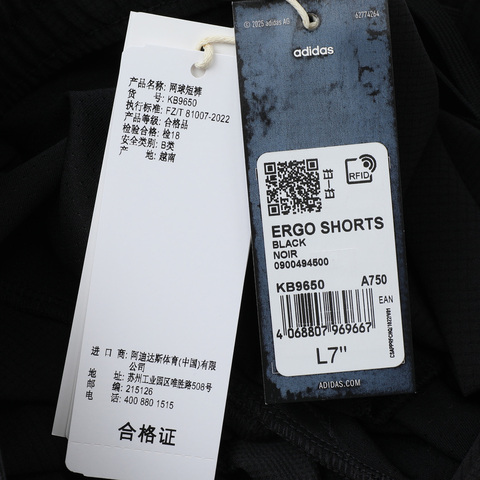 产品名称: 网球短裤
货 号: KB9650
执行标准: FZ/T 81007-2022
产品等级: 合格品
检验合格: 检18
安全类别: B类
产 地: 越南
进 口 商: 阿迪达斯体育(中国)有限
公司
地 址: 苏州工业园区唯胜路508号
邮 编: 215126
电 话: 400 880 1515
合格证
© 2025 adidas AG
62774264
adidas
RFID
ERGO SHORTS
BLACK
NOIR
0900494500
KB9650
A750
EAN
4 068807 969667
L7"
ADIDAS.COM